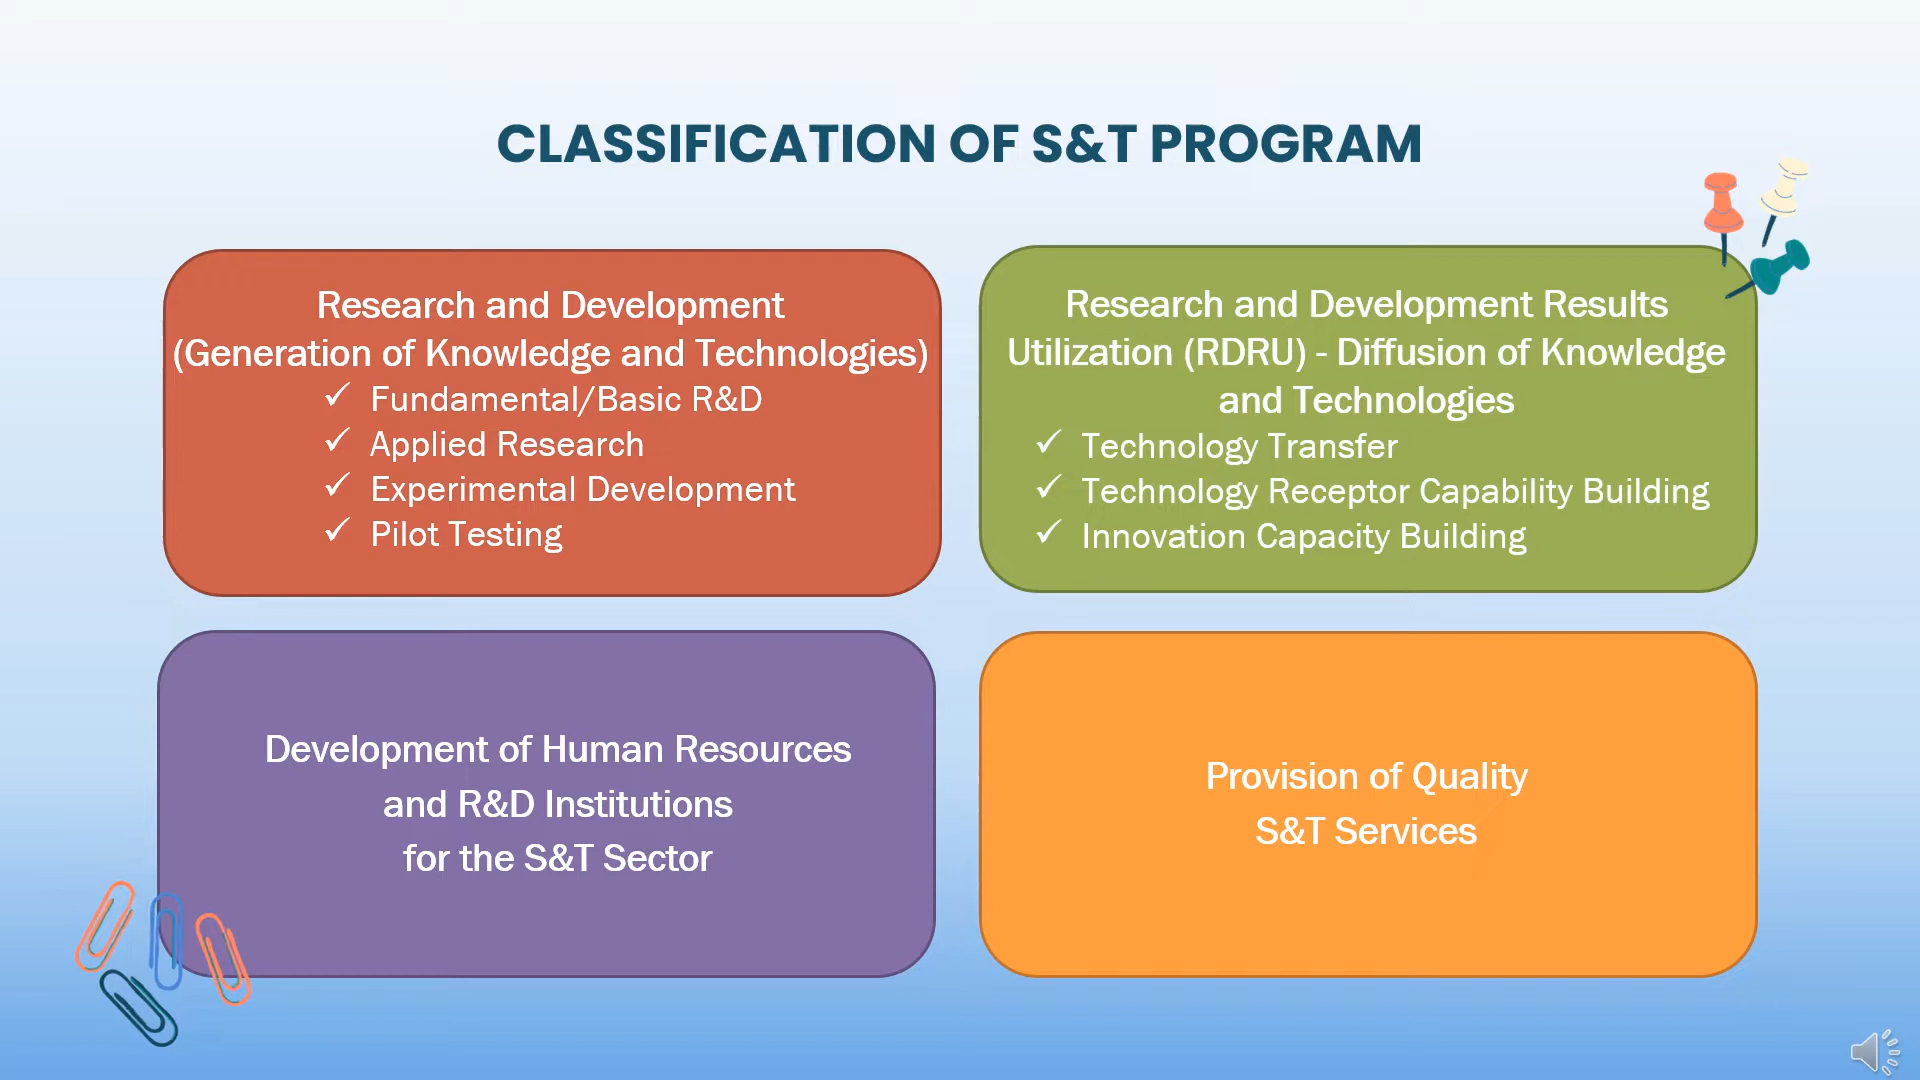 CLASSIFICATION OF S&T PROGRAM
Research and Development
(Generation of Knowledge and Technologies)
✓ Fundamental/Basic R&D
✓ Applied Research
✓ Experimental Development
✓ Pilot Testing
Research and Development Results
Utilization (RDRU) - Diffusion of Knowledge
and Technologies
✓ Technology Transfer
✓ Technology Receptor Capability Building
✓ Innovation Capacity Building
Development of Human Resources
and R&D Institutions
for the S&T Sector
Provision of Quality
S&T Services